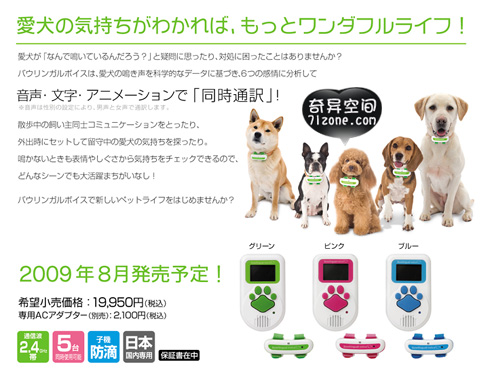 愛犬の気持ちがわかれば、もっとワンダフルライフ！
愛犬が「なんで鳴いているんだろう？」と疑問に思ったり、対処に困ったことはありませんか？
バウリンガルボイスは、愛犬の鳴き声を科学的なデータに基づき、6つの感情に分析して
音声・文字・アニメーションで「同時通訳」！
※音声は性別の設定により、男声と女声で通訳します。
奇异空间
71zone.com
散歩中の飼い主同士コミュニケーションをとったり、
外出時にセットして留守中の愛犬の気持ちを探ったり。
鳴かないときも表情やしぐさから気持ちをチェックできるので、
どんなシーンでも大活躍まちがいなし！
バウリンガルボイスで新しいペットライフをはじめませんか？
グリーン ピンク ブルー
2009年8月発売予定！
希望小売価格：19,950円(税込)
専用ACアダプター(別売)：2,100円(税込)
通信波
2.4GHz
帯
5台
同時使用可能
子機
防滴
日本
国内専用
保証書在中